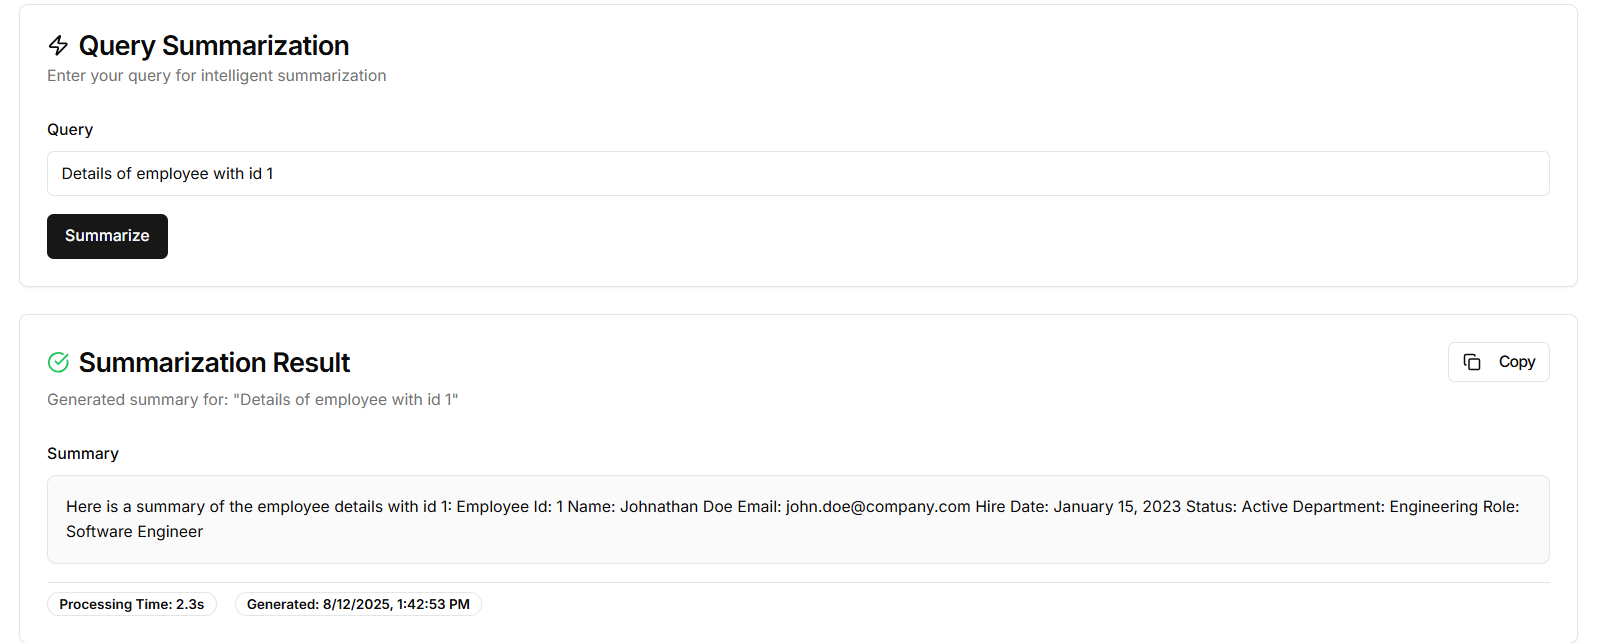 Query Summarization
Enter your query for intelligent summarization
Query
Details of employee with id 1
Summarize
Summarization Result
Copy
Generated summary for: "Details of employee with id 1"
Summary
Here is a summary of the employee details with id 1: Employee Id: 1 Name: Johnathan Doe Email: john.doe@company.com Hire Date: January 15, 2023 Status: Active Department: Engineering Role:
Software Engineer
Processing Time: 2.3s
Generated: 8/12/2025, 1:42:53 PM